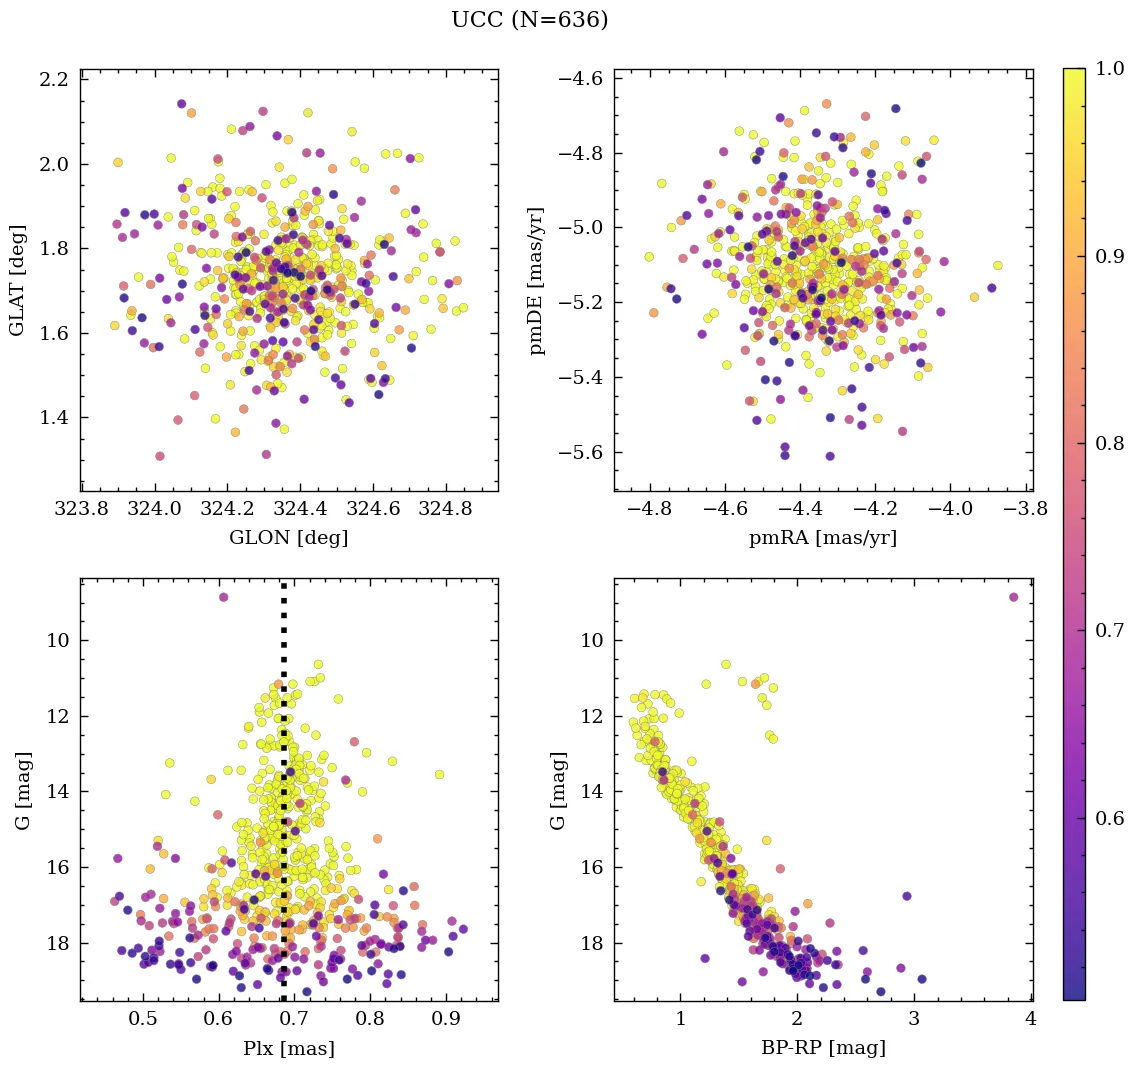 UCC (N=636)
2.2
2.0
1.8
1.6
1.4
GLAT [deg]
323.8 324.0 324.2 324.4 324.6 324.8
GLON [deg]
−4.6
−4.8
−5.0
−5.2
−5.4
−5.6
pmDE [mas/yr]
−4.8 −4.6 −4.4 −4.2 −4.0 −3.8
pmRA [mas/yr]
1.0
0.9
0.8
0.7
0.6
10
12
14
16
18
G [mag]
0.5 0.6 0.7 0.8 0.9
Plx [mas]
10
12
14
16
18
G [mag]
1 2 3 4
BP-RP [mag]